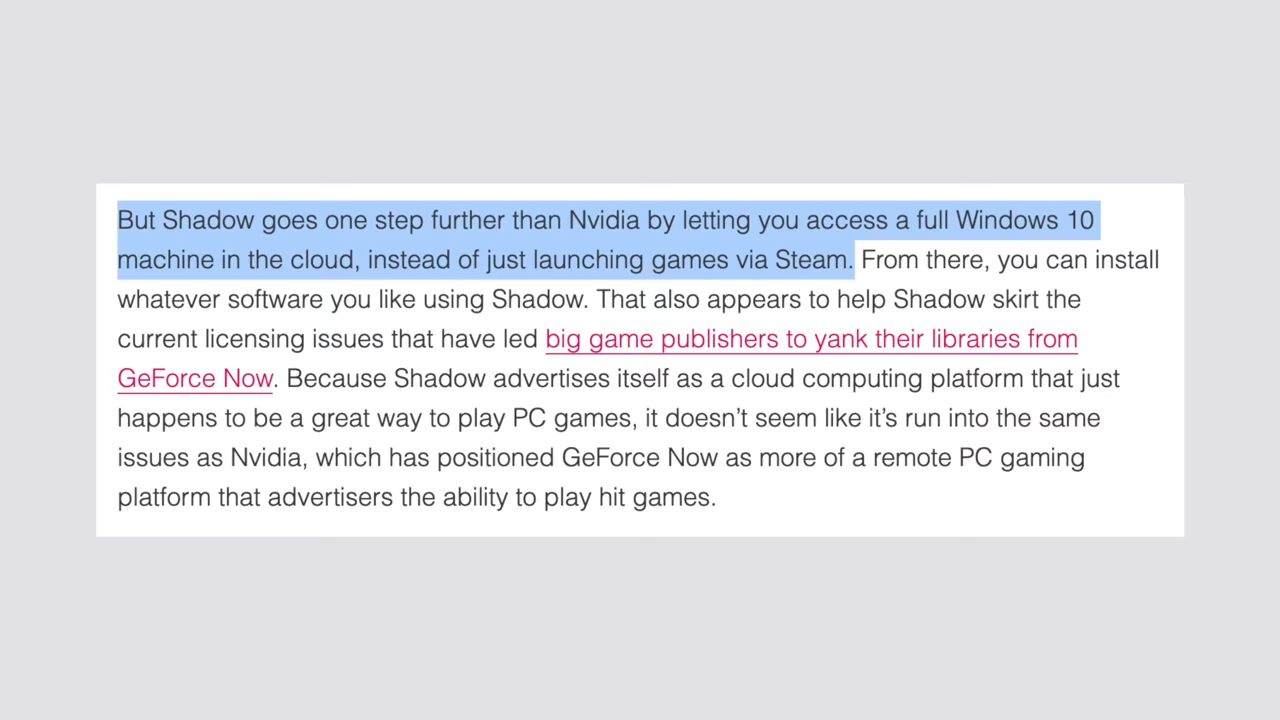 But Shadow goes one step further than Nvidia by letting you access a full Windows 10
machine in the cloud, instead of just launching games via Steam. From there, you can install
whatever software you like using Shadow. That also appears to help Shadow skirt the
current licensing issues that have led big game publishers to yank their libraries from
GeForce Now. Because Shadow advertises itself as a cloud computing platform that just
happens to be a great way to play PC games, it doesn’t seem like it’s run into the same
issues as Nvidia, which has positioned GeForce Now as more of a remote PC gaming
platform that advertisers the ability to play hit games.